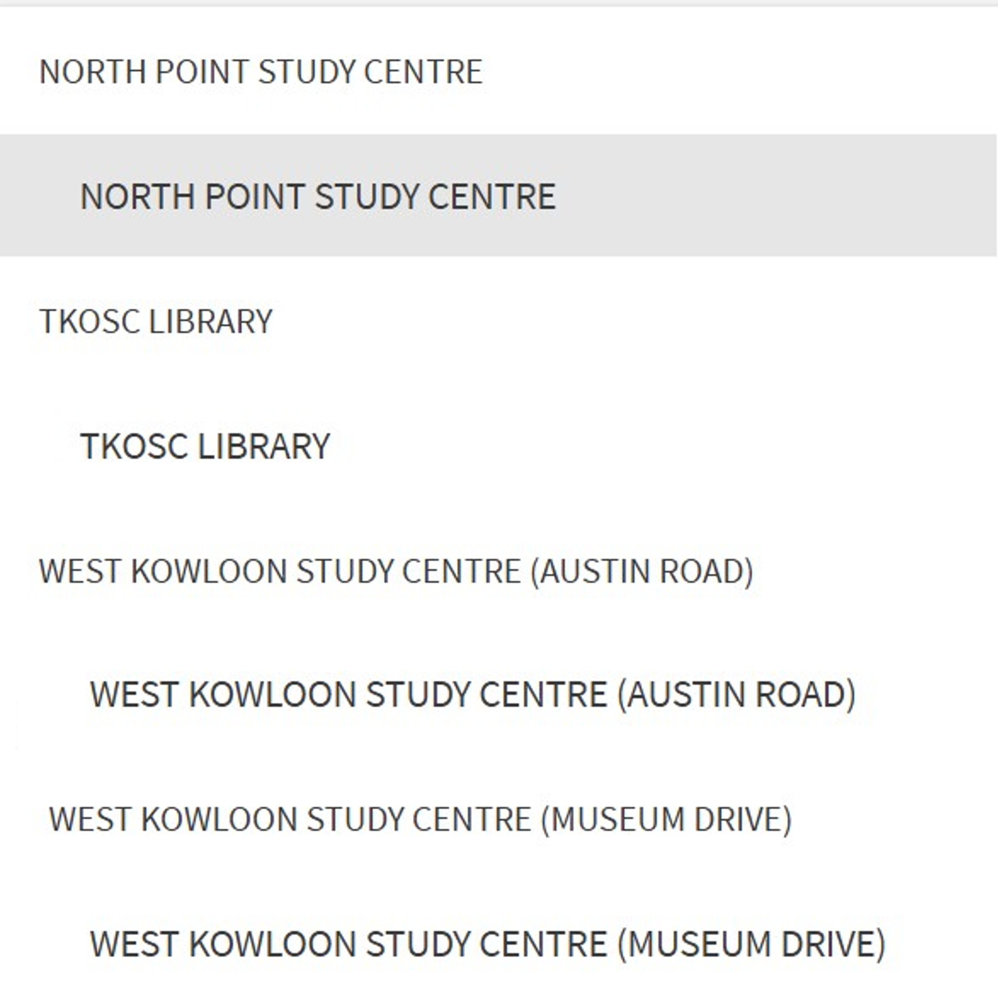 NORTH POINT STUDY CENTRE
NORTH POINT STUDY CENTRE
TKOSC LIBRARY
TKOSC LIBRARY
WEST KOWLOON STUDY CENTRE (AUSTIN ROAD)
WEST KOWLOON STUDY CENTRE (AUSTIN ROAD)
WEST KOWLOON STUDY CENTRE (MUSEUM DRIVE)
WEST KOWLOON STUDY CENTRE (MUSEUM DRIVE)